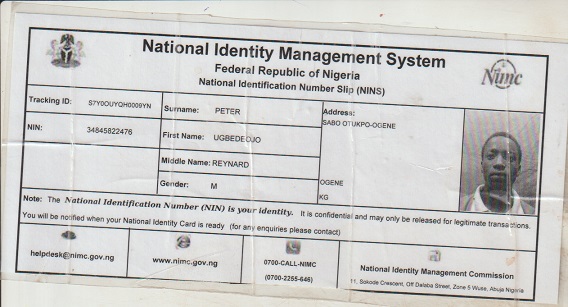 National Identity Management System
Federal Republic of Nigeria
National Identification Number Slip (NINS)
Nimc
Tracking ID: S7Y0OUYQH0009YN
Surname: PETER
Address:
SABO OTUKPO-OGENE
NIN: 34845822476
First Name: UGBEDEOJO
Middle Name: REYNARD
Gender: M
OGENE
KG
Note: The National Identification Number (NIN) is your identity. It is confidential and may only be released for legitimate transactions.
You will be notified when your National Identity Card is ready (for any enquiries please contact)
helpdesk@nimc.gov.ng
www.nimc.gov.ng
0700-CALL-NIMC
(0700-2255-646)
National Identity Management Commission
11, Sokode Crescent, Off Dalaba Street, Zone 5 Wuse, Abuja Nigeria